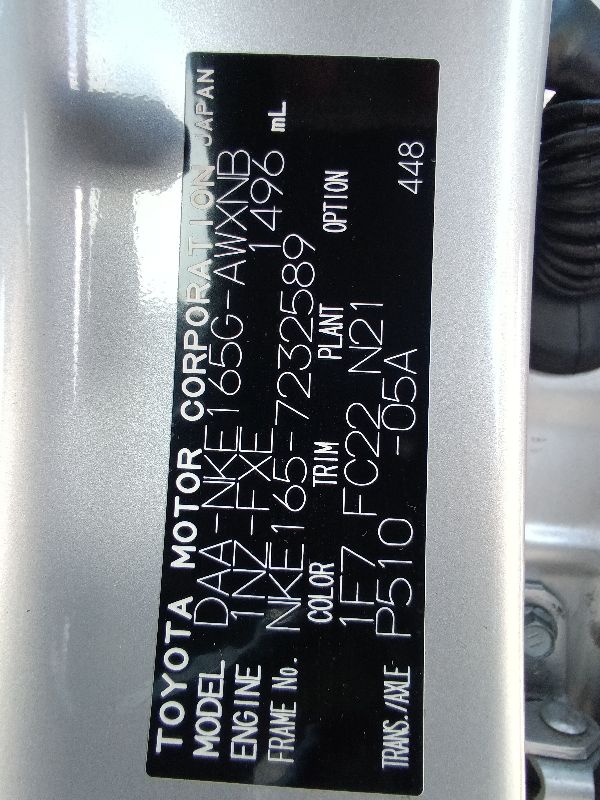 TOYOTA MOTOR CORPORATION JAPAN
MODEL DAA-NKE165G-AWXNB
ENGINE 1NZ-FXE 1496 mL
FRAME No. NKE165-7232589
COLOR TRIM PLANT OPTION
1F7 FC22 N21 448
TRANS./AXLE P510 -05A